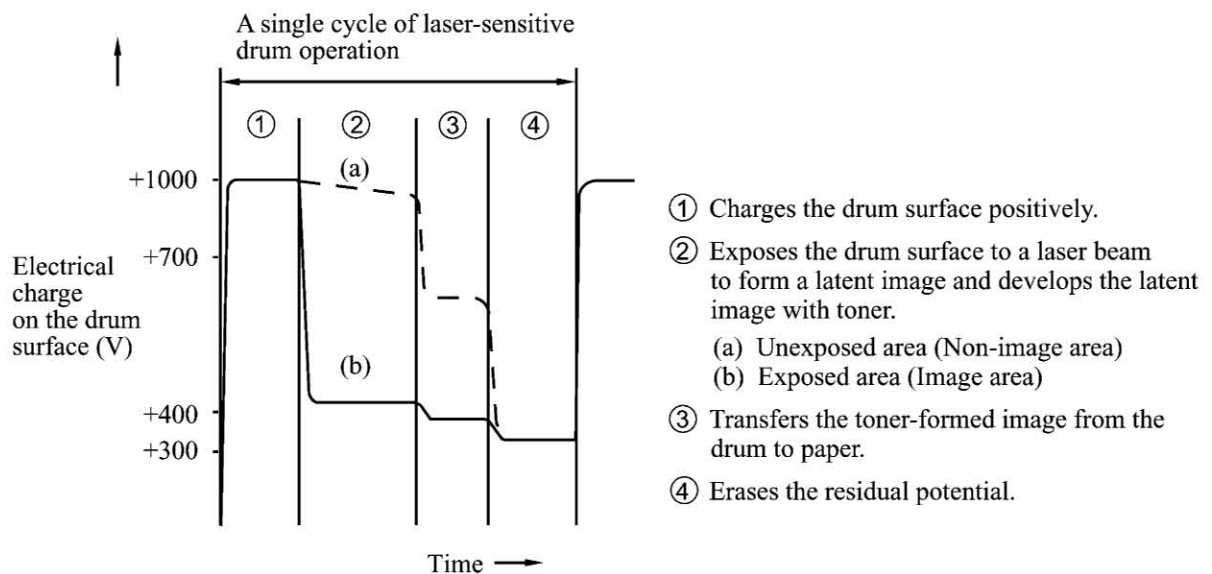 A single cycle of laser-sensitive
drum operation
① ② ③ ④
(a)
+1000
+700
Electrical
charge
on the drum
surface (V)
(b)
+400
+300
Time
① Charges the drum surface positively.
② Exposes the drum surface to a laser beam
to form a latent image and develops the latent
image with toner.
(a) Unexposed area (Non-image area)
(b) Exposed area (Image area)
③ Transfers the toner-formed image from the
drum to paper.
④ Erases the residual potential.